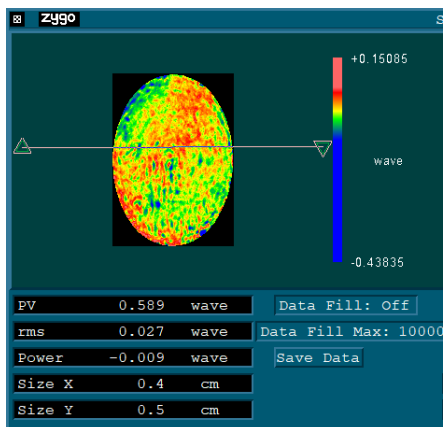 zygo S
+0.15085
wave
-0.43835
PV 0.589 wave
rms 0.027 wave
Power -0.009 wave
Size X 0.4 cm
Size Y 0.5 cm
Data Fill: Off
Data Fill Max: 10000
Save Data